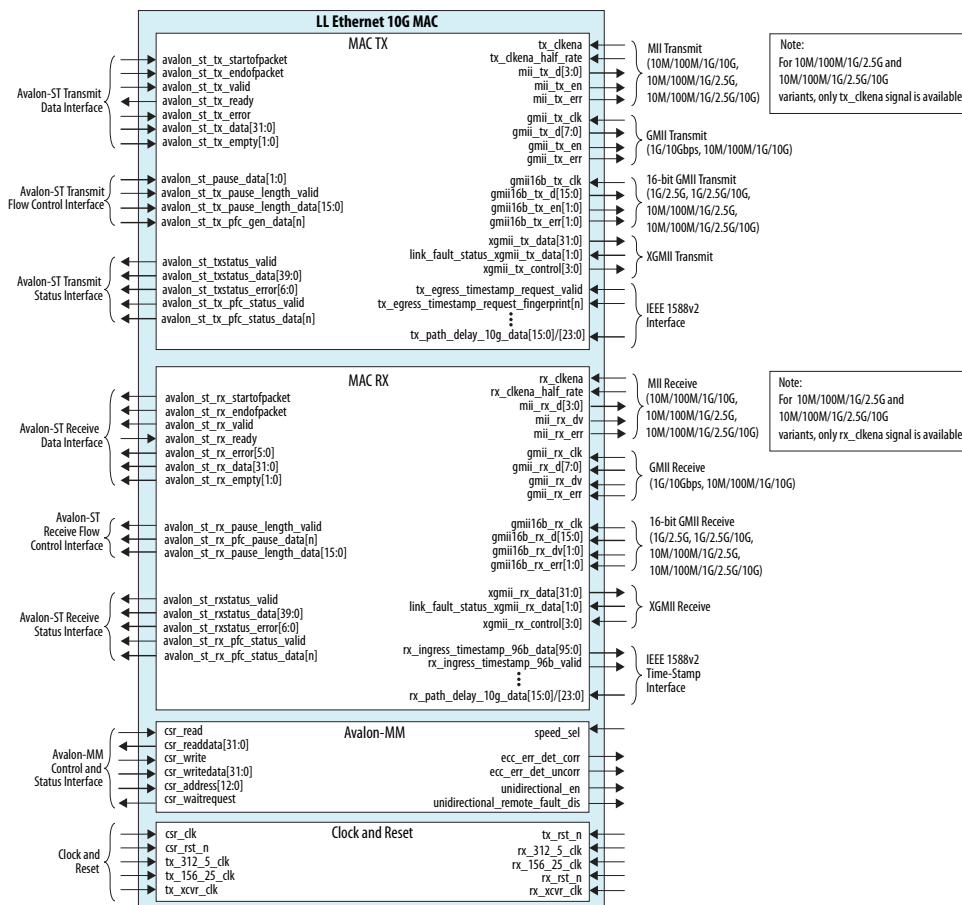 LL Ethernet 10G MAC
MAC TX
Avalon-ST Transmit
Data Interface
avalon_st_tx_startofpacket
avalon_st_tx_endofpacket
avalon_st_tx_valid
avalon_st_tx_ready
avalon_st_tx_error
avalon_st_tx_data[31:0]
avalon_st_tx_empty[1:0]
Avalon-ST Transmit
Flow Control Interface
avalon_st_pause_data[1:0]
avalon_st_tx_pause_length_valid
avalon_st_tx_pause_length_data[15:0]
avalon_st_tx_pfc_gen_data[n]
Avalon-ST Transmit
Status Interface
avalon_st_txstatus_valid
avalon_st_txstatus_data[39:0]
avalon_st_txstatus_error[6:0]
avalon_st_tx_pfc_status_valid
avalon_st_tx_pfc_status_data[n]
tx_clkena
tx_clkena_half_rate
mii_tx_d[3:0]
mii_tx_en
mii_tx_err
MII Transmit
(10M/100M/1G/10G,
10M/100M/1G/2.5G,
10M/100M/1G/2.5G/10G)
gmii_tx_clk
gmii_tx_d[7:0]
gmii_tx_en
gmii_tx_err
GMII Transmit
(1G/10Gbps, 10M/100M/1G/10G)
gmii16b_tx_clk
gmii16b_tx_d[15:0]
gmii16b_tx_en[1:0]
gmii16b_tx_err[1:0]
16-bit GMII Transmit
(1G/2.5G, 1G/2.5G/10G,
10M/100M/1G/2.5G,
10M/100M/1G/2.5G/10G)
xgmii_tx_data[31:0]
link_fault_status_xgmii_tx_data[1:0]
xgmii_tx_control[3:0]
XGMII Transmit
tx_egress_timestamp_request_valid
tx_egress_timestamp_request_fingerprint[n]
tx_path_delay_10g_data[15:0]/[23:0]
IEEE 1588v2
Interface
Note:
For 10M/100M/1G/2.5G and
10M/100M/1G/2.5G/10G
variants, only tx_clkena signal is available
MAC RX
Avalon-ST Receive
Data Interface
avalon_st_rx_startofpacket
avalon_st_rx_endofpacket
avalon_st_rx_valid
avalon_st_rx_ready
avalon_st_rx_error[5:0]
avalon_st_rx_data[31:0]
avalon_st_rx_empty[1:0]
Avalon-ST
Receive Flow
Control Interface
avalon_st_rx_pause_length_valid
avalon_st_rx_pfc_pause_data[n]
avalon_st_rx_pause_length_data[15:0]
Avalon-ST Receive
Status Interface
avalon_st_rxstatus_valid
avalon_st_rxstatus_data[39:0]
avalon_st_rxstatus_error[6:0]
avalon_st_rx_pfc_status_valid
avalon_st_rx_pfc_status_data[n]
rx_clkena
rx_clkena_half_rate
mii_rx_d[3:0]
mii_rx_dv
mii_rx_err
MII Receive
(10M/100M/1G/10G,
10M/100M/1G/2.5G,
10M/100M/1G/2.5G/10G)
gmii_rx_clk
gmii_rx_d[7:0]
gmii_rx_dv
gmii_rx_err
GMII Receive
(1G/10Gbps, 10M/100M/1G/10G)
gmii16b_rx_clk
gmii16b_rx_d[15:0]
gmii16b_rx_dv[1:0]
gmii16b_rx_err[1:0]
16-bit GMII Receive
(1G/2.5G, 1G/2.5G/10G,
10M/100M/1G/2.5G,
10M/100M/1G/2.5G/10G)
xgmii_rx_data[31:0]
link_fault_status_xgmii_rx_data[1:0]
xgmii_rx_control[3:0]
XGMII Receive
rx_ingress_timestamp_96b_data[95:0]
rx_ingress_timestamp_96b_valid
rx_path_delay_10g_data[15:0]/[23:0]
IEEE 1588v2
Time-Stamp
Interface
Note:
For 10M/100M/1G/2.5G and
10M/100M/1G/2.5G/10G
variants, only rx_clkena signal is available
Avalon-MM
Avalon-MM
Control and
Status Interface
csr_read
csr_readdata[31:0]
csr_write
csr_writedata[31:0]
csr_address[12:0]
csr_waitrequest
speed_sel
ecc_err_det_corr
ecc_err_det_uncorr
unidirectional_en
unidirectional_remote_fault_dis
Clock and Reset
Clock and
Reset
csr_clk
csr_rst_n
tx_312_5_clk
tx_156_25_clk
tx_xcvr_clk
tx_rst_n
rx_312_5_clk
rx_156_25_clk
rx_rst_n
rx_xcvr_clk